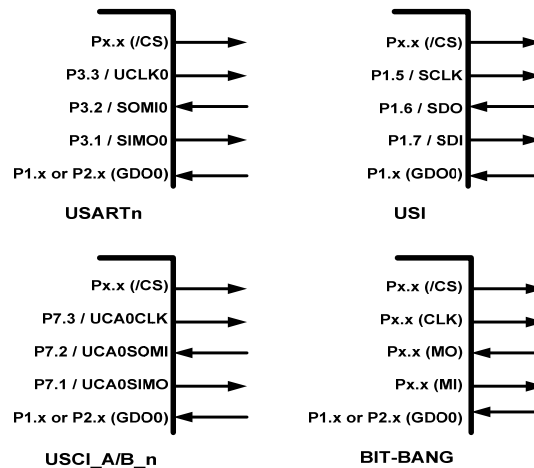 Px.x (/CS)
P3.3 / UCLK0
P3.2 / SOMI0
P3.1 / SIMO0
P1.x or P2.x (GDO0)
USARTn
Px.x (/CS)
P1.5 / SCLK
P1.6 / SDO
P1.7 / SDI
P1.x (GDO0)
USI
Px.x (/CS)
P7.3 / UCA0CLK
P7.2 / UCA0SOMI
P7.1 / UCA0SIMO
P1.x or P2.x (GDO0)
USCI_A/B_n
Px.x (/CS)
Px.x (CLK)
Px.x (MO)
Px.x (MI)
P1.x or P2.x (GDO0)
BIT-BANG